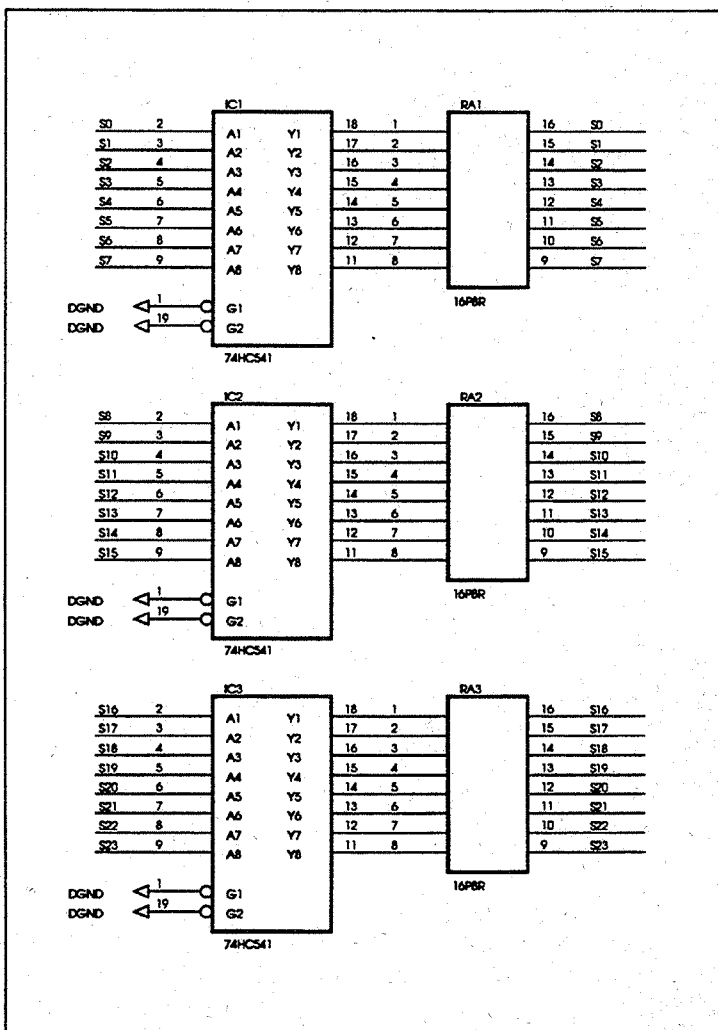 IC1 RA1
S0 2 A1 Y1 18 1 16 S0
S1 3 A2 Y2 17 2 15 S1
S2 4 A3 Y3 16 3 14 S2
S3 5 A4 Y4 15 4 13 S3
S4 6 A5 Y5 14 5 12 S4
S5 7 A6 Y6 13 6 11 S5
S6 8 A7 Y7 12 7 10 S6
S7 9 A8 Y8 11 8 9 S7
DGND 1 G1
16P8R
DGND 19 G2
74HC541
IC2 RA2
S8 2 A1 Y1 18 1 16 S8
S9 3 A2 Y2 17 2 15 S9
S10 4 A3 Y3 16 3 14 S10
S11 5 A4 Y4 15 4 13 S11
S12 6 A5 Y5 14 5 12 S12
S13 7 A6 Y6 13 6 11 S13
S14 8 A7 Y7 12 7 10 S14
S15 9 A8 Y8 11 8 9 S15
DGND 1 G1
16P8R
DGND 19 G2
74HC541
IC3 RA3
S16 2 A1 Y1 18 1 16 S16
S17 3 A2 Y2 17 2 15 S17
S18 4 A3 Y3 16 3 14 S18
S19 5 A4 Y4 15 4 13 S19
S20 6 A5 Y5 14 5 12 S20
S21 7 A6 Y6 13 6 11 S21
S22 8 A7 Y7 12 7 10 S22
S23 9 A8 Y8 11 8 9 S23
DGND 1 G1
16P8R
DGND 19 G2
74HC541